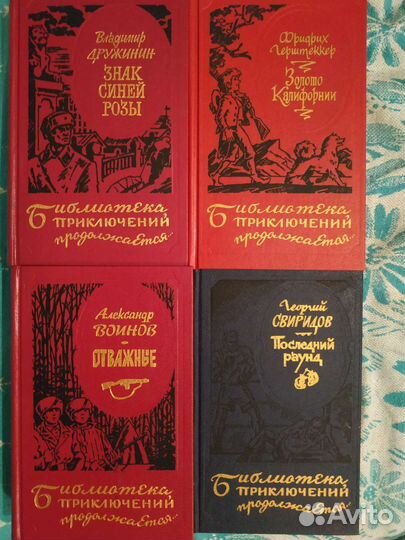 Владимир
ДРУЖИНИН
ЗНАК
СИНЕЙ
РОЗЫ
Библиотека
приключений
продолжается...
Фридрих
Герштеккер
Золото
Калифорнии
Библиотека
приключений
продолжается...
Александр
ВОИНОВ
ОТВАЖНЫЕ
Библиотека
приключений
продолжается...
Георгий
СВИРИДОВ
Последний
раунд
Библиотека
приключений
продолжается...
Avito